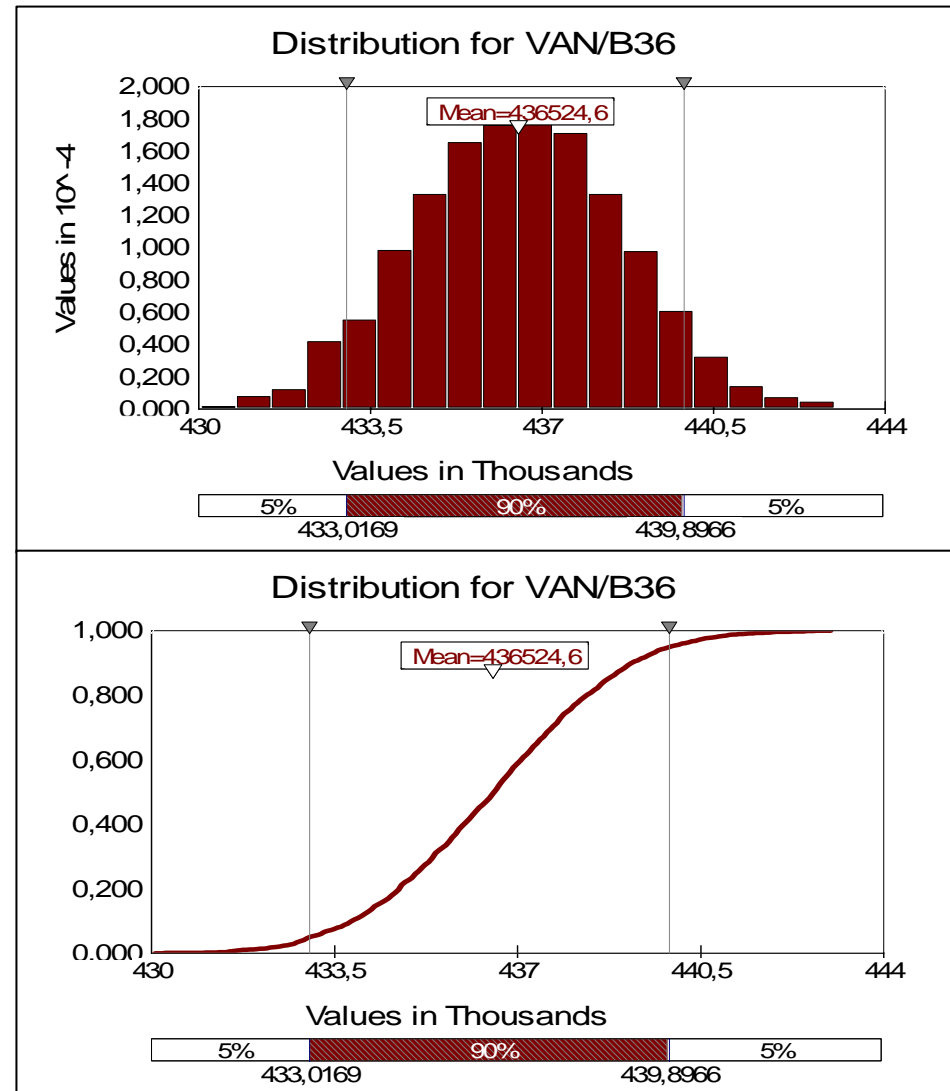 Distribution for VAN/B36
Values in 10^-4
2,000
1,800
1,600
1,400
1,200
1,000
0,800
0,600
0,400
0,200
0.000
Mean=436524,6
430 433,5 437 440,5 444
Values in Thousands
5% 90% 5%
433,0169 439,8966
Distribution for VAN/B36
1,000
0,800
0,600
0,400
0,200
0.000
Mean=436524,6
430 433,5 437 440,5 444
Values in Thousands
5% 90% 5%
433,0169 439,8966